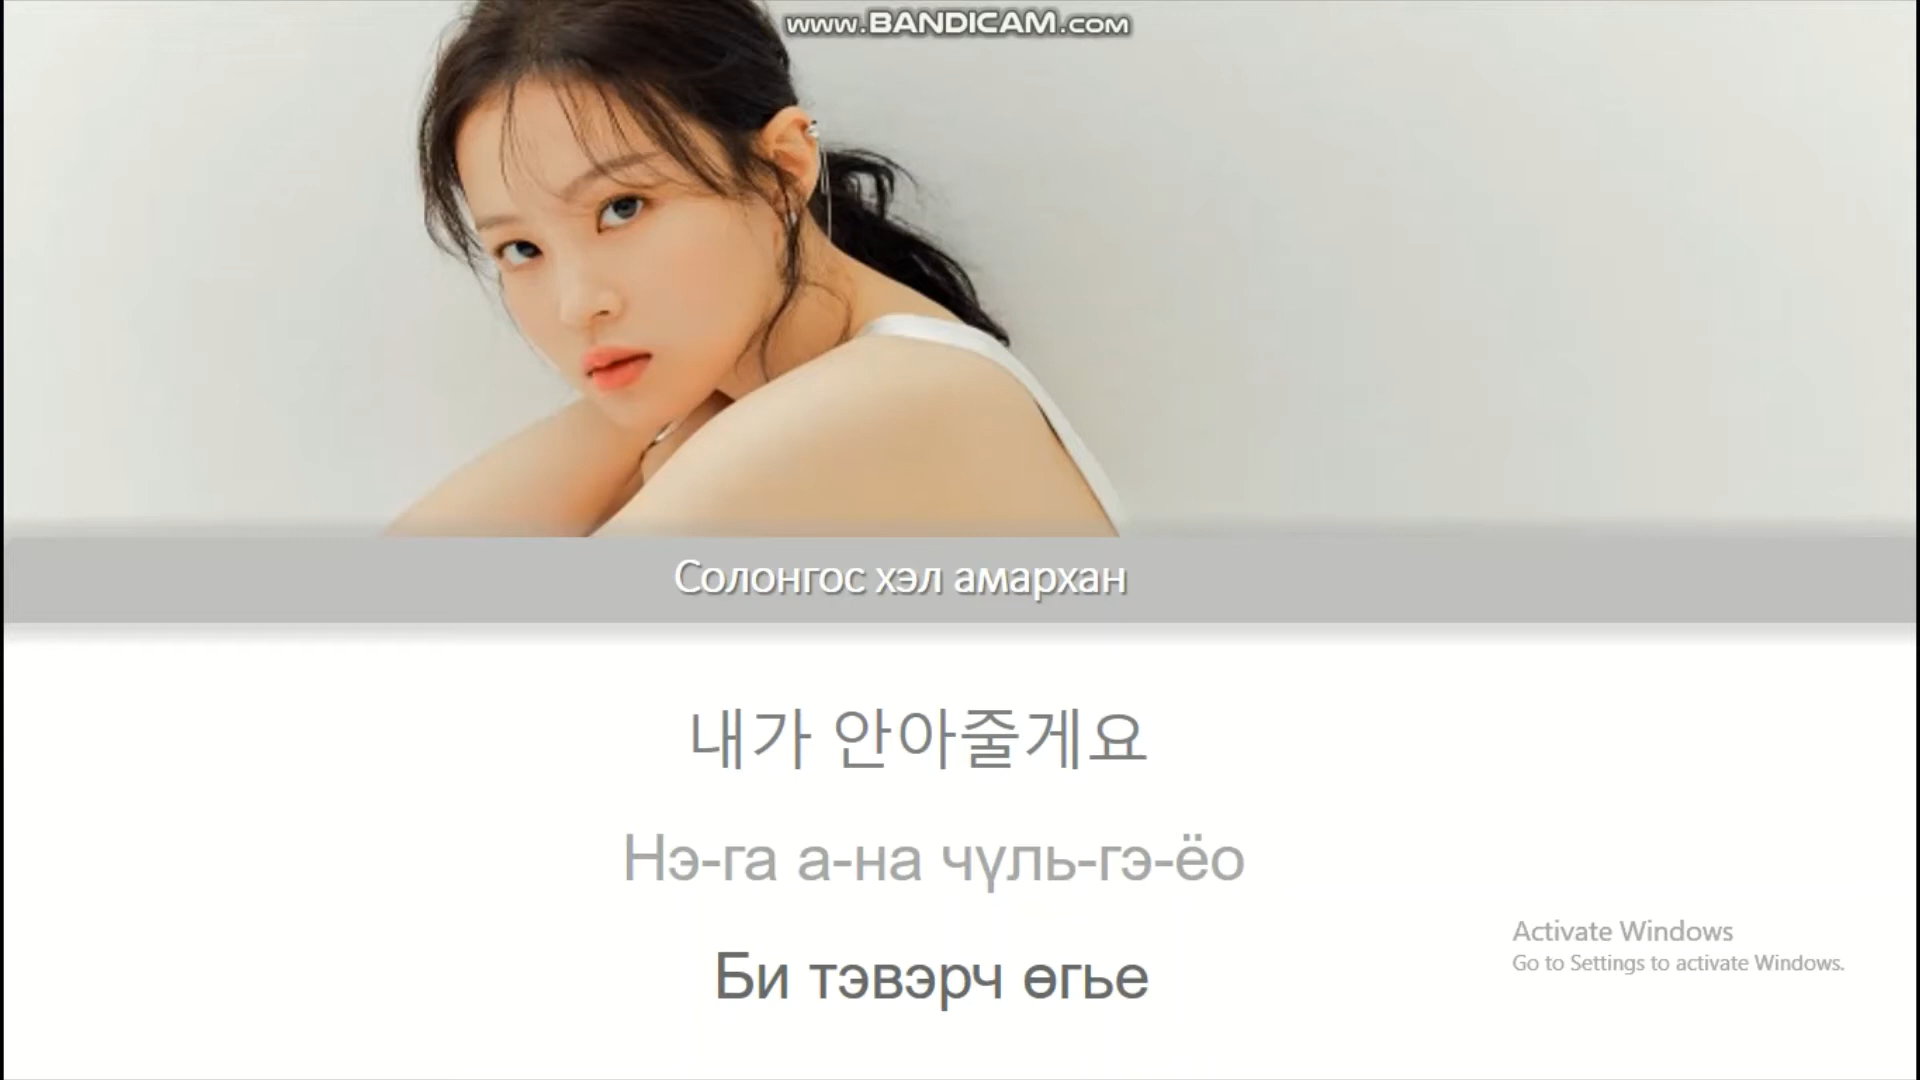 www.BANDICAM.com
Солонгос хэл амархан
내가 안아줄게요
Нэ-га а-на чүль-гэ-ёо
Би тэвэрч өгье
Activate Windows
Go to Settings to activate Windows.